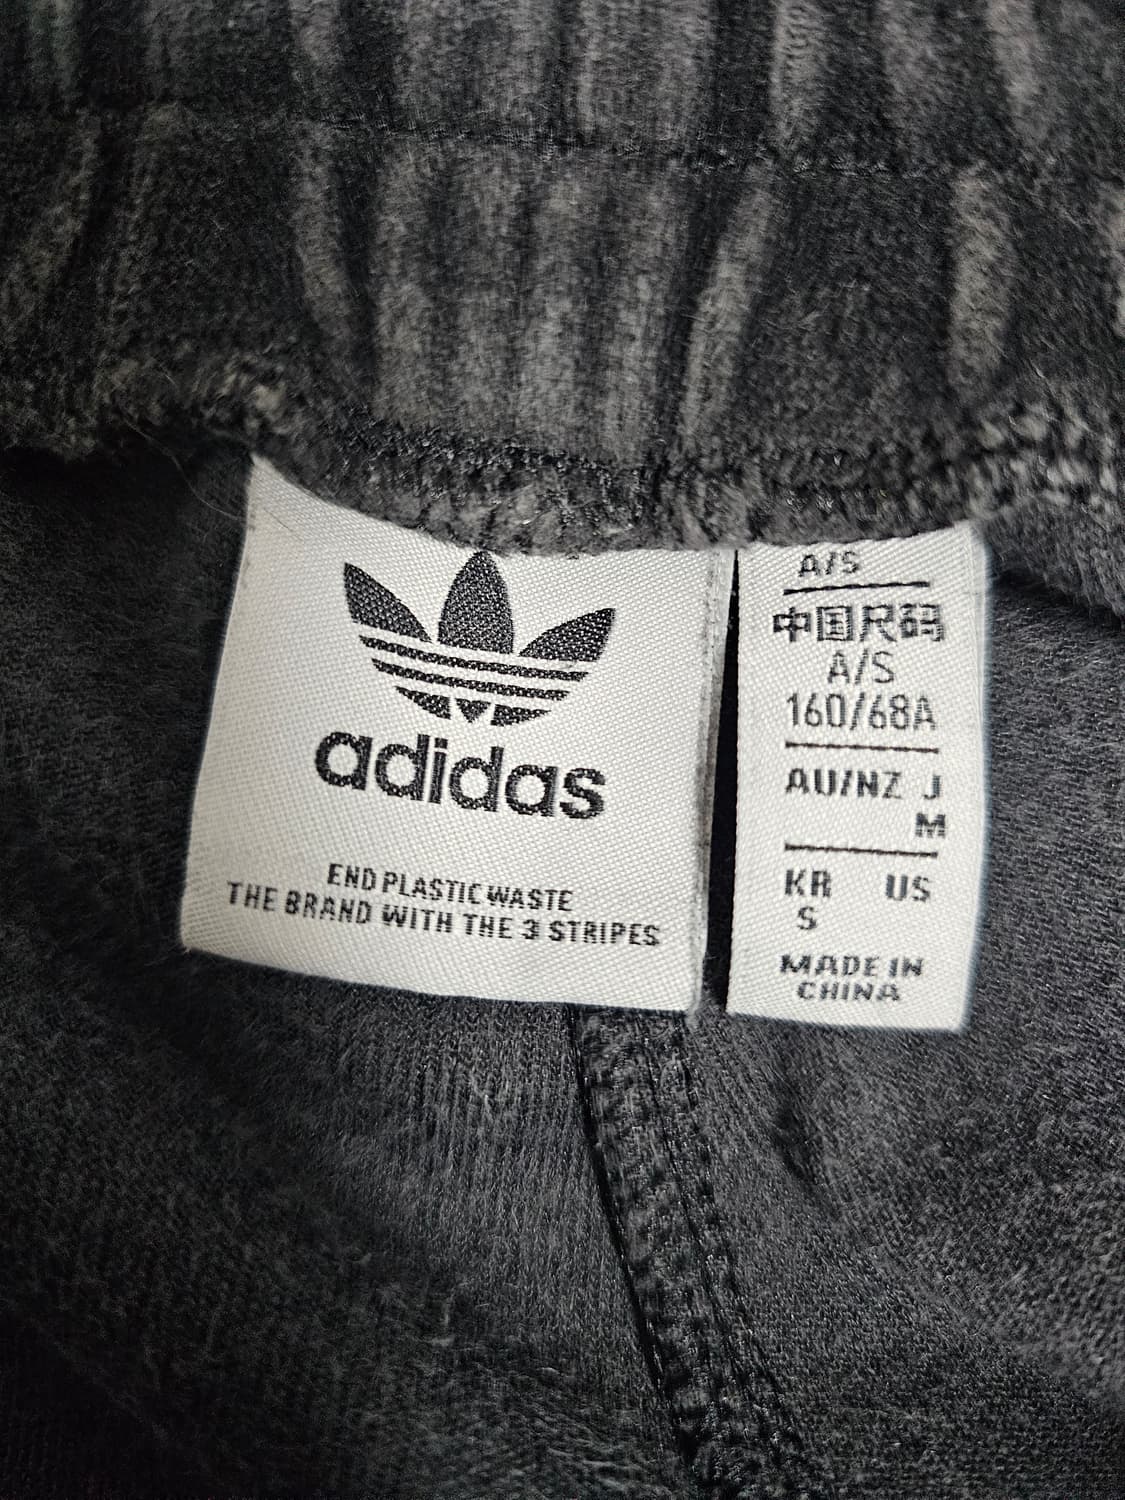 adidas
END PLASTIC WASTE
THE BRAND WITH THE 3 STRIPES
A/S
中国尺码
A/S
160/68A
AU/NZ J
M
KR US
S
MADE IN
CHINA